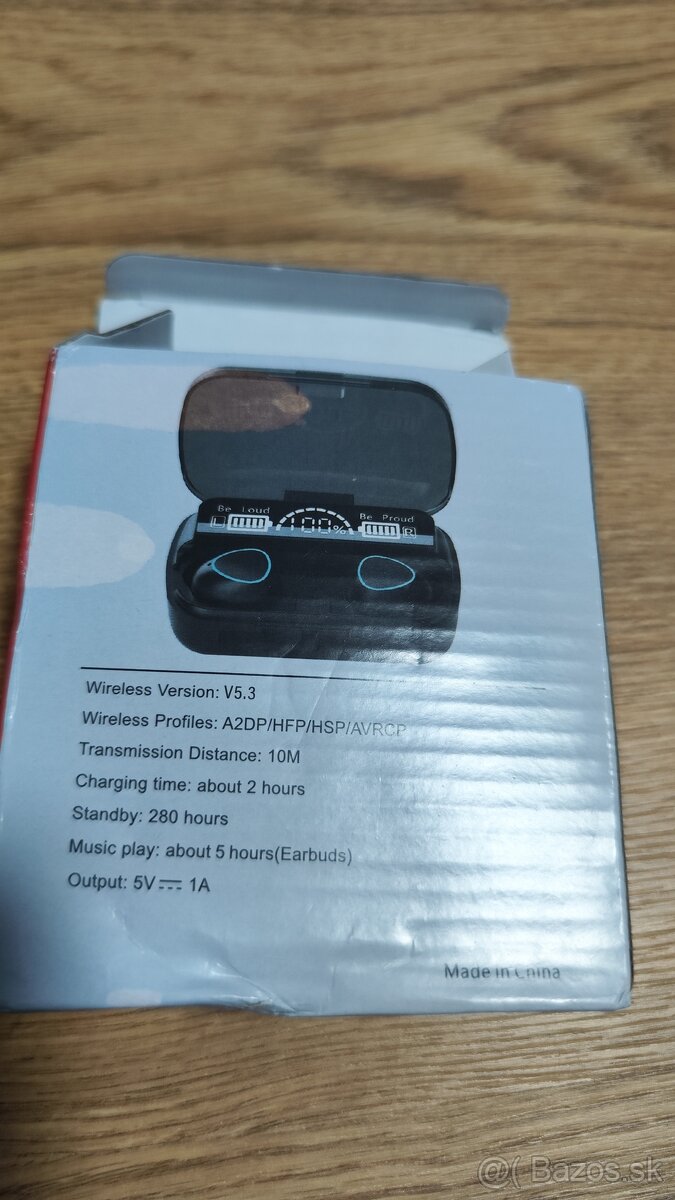 Be Loud
Be Proud
L
100%
R
Wireless Version: V5.3
Wireless Profiles: A2DP/HFP/HSP/AVRCP
Transmission Distance: 10M
Charging time: about 2 hours
Standby: 280 hours
Music play: about 5 hours(Earbuds)
Output: 5V⎓1A
Made in China
@( Bazos.sk